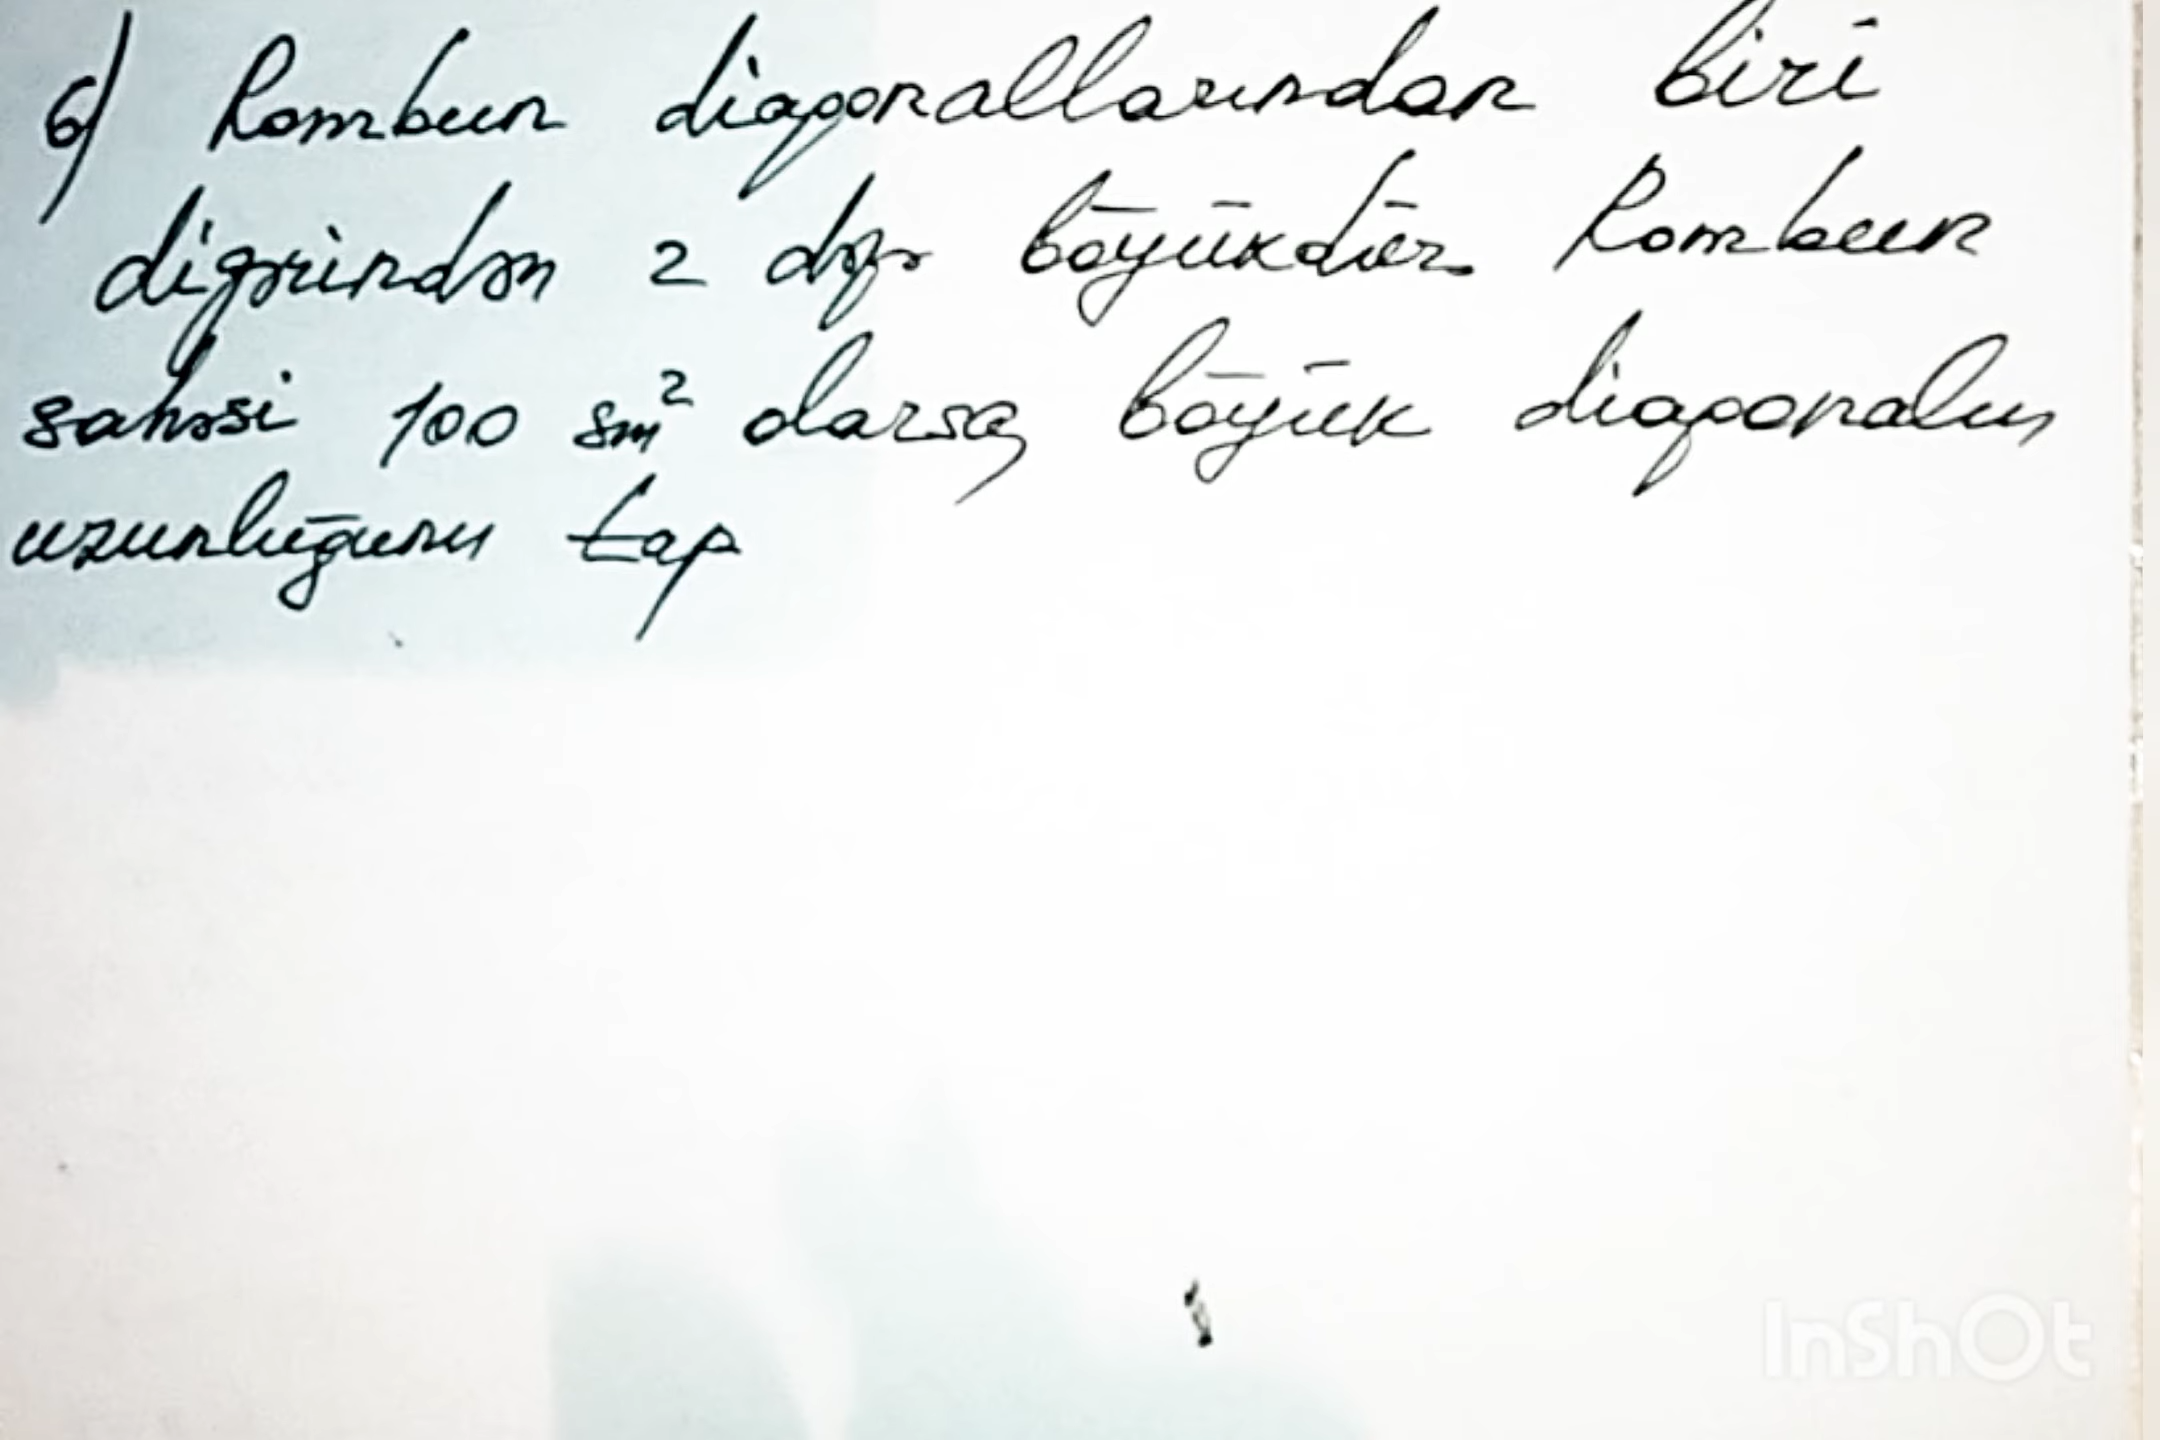 6) Rombun diaqonallarından biri
digərindən 2 dəfə böyükdür. Rombun
sahəsi 100 sm² olarsa, böyük diaqonalın
uzunluğunu tap
InShOt